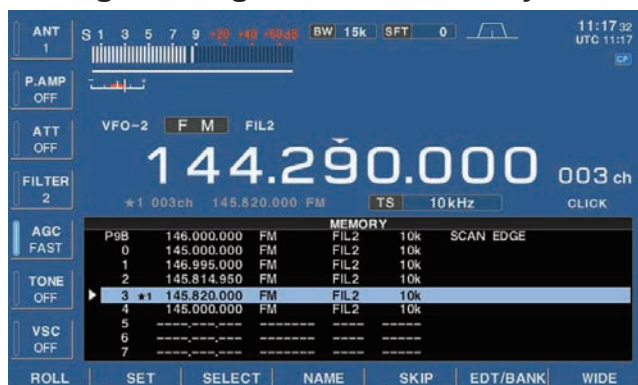 ANT
1
S 1 3 5 7 9 +20 +40 +60dB BW 15k SFT 0
11:17 32
UTC 11:17
CP
P.AMP
OFF
ATT
OFF
VFO-2 FM FIL2
144.290.000 003 ch
FILTER
2
★1 003ch 145.820.000 FM TS 10kHz CLICK
AGC
FAST
MEMORY
P9B 146.000.000 FM FIL2 10k SCAN EDGE
0 145.000.000 FM FIL2 10k
1 146.995.000 FM FIL2 10k
2 145.814.950 FM FIL2 10k
3 ★1 145.820.000 FM FIL2 10k
4 145.000.000 FM FIL2 10k
5 ----.---.--- ------- ---- -----
6 ----.---.--- ------- ---- -----
7 ----.---.--- ------- ---- -----
TONE
OFF
VSC
OFF
ROLL SET SELECT NAME SKIP EDT/BANK WIDE